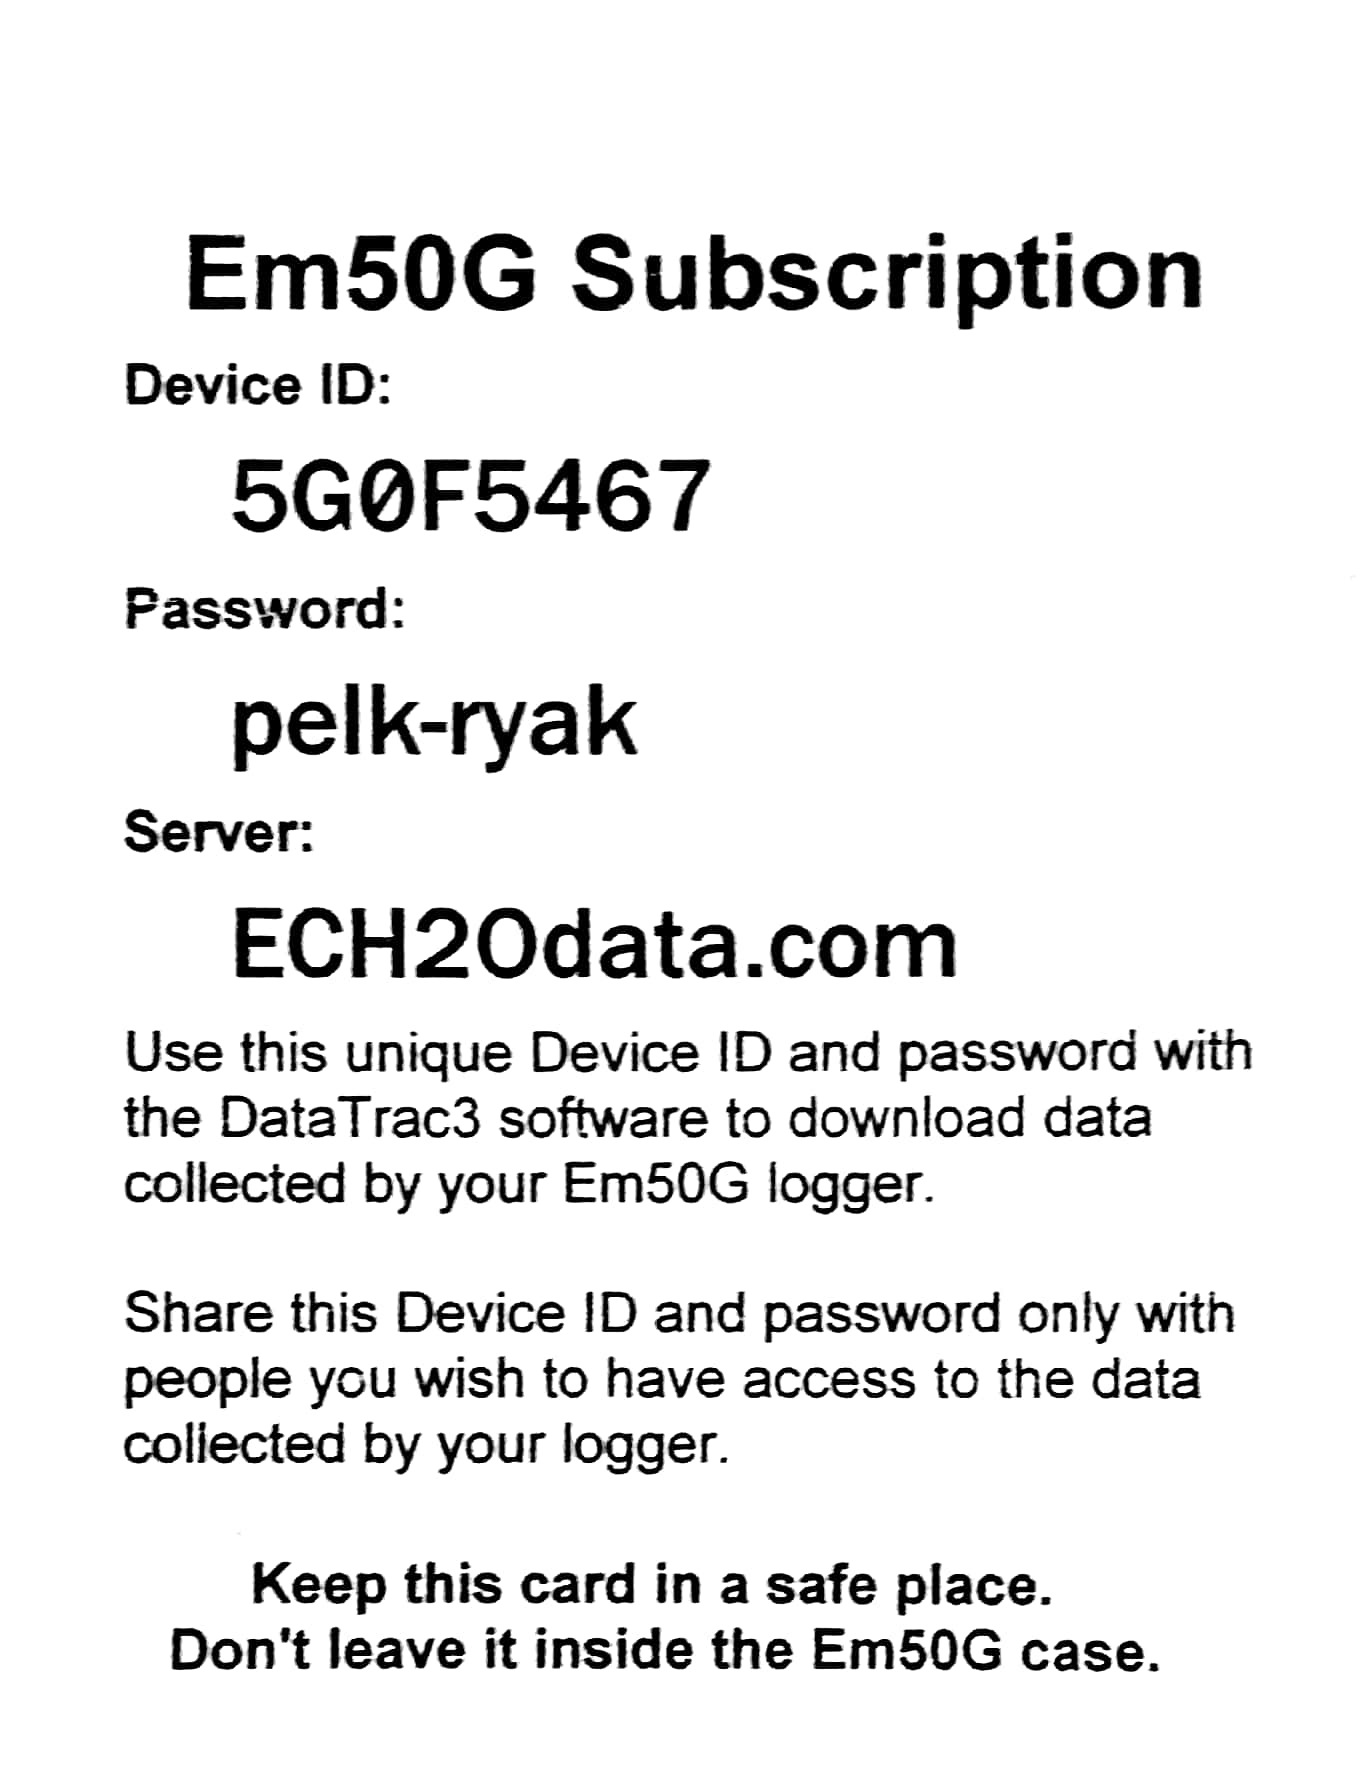 Em50G Subscription
Device ID:
5G0F5467
Password:
pelk-ryak
Server:
ECH2Odata.com
Use this unique Device ID and password with
the DataTrac3 software to download data
collected by your Em50G logger.
Share this Device ID and password only with
people you wish to have access to the data
collected by your logger.
Keep this card in a safe place.
Don't leave it inside the Em50G case.